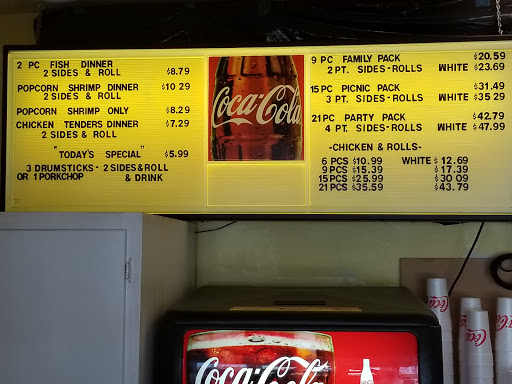 2 PC FISH DINNER
2 SIDES & ROLL $8.79
POPCORN SHRIMP DINNER $10 29
2 SIDES & ROLL
POPCORN SHRIMP ONLY $8.29
CHICKEN TENDERS DINNER $7.29
2 SIDES & ROLL
"TODAY'S SPECIAL" $5.99
3 DRUMSTICKS - 2 SIDES & ROLL
OR 1 PORKCHOP & DRINK
Coca-Cola
9 PC FAMILY PACK $20.59
2 PT. SIDES-ROLLS WHITE $23.69
15 PC PICNIC PACK $31.49
3 PT. SIDES-ROLLS WHITE $35 29
21 PC PARTY PACK $42.79
4 PT. SIDES-ROLLS WHITE $47.99
-CHICKEN & ROLLS-
6 PCS $10.99 WHITE $ 12.69
9 PCS $15.39 $ 17.39
15 PCS $25.99 $ 30 09
21 PCS $35.59 $ 43.79
Coca-Cola